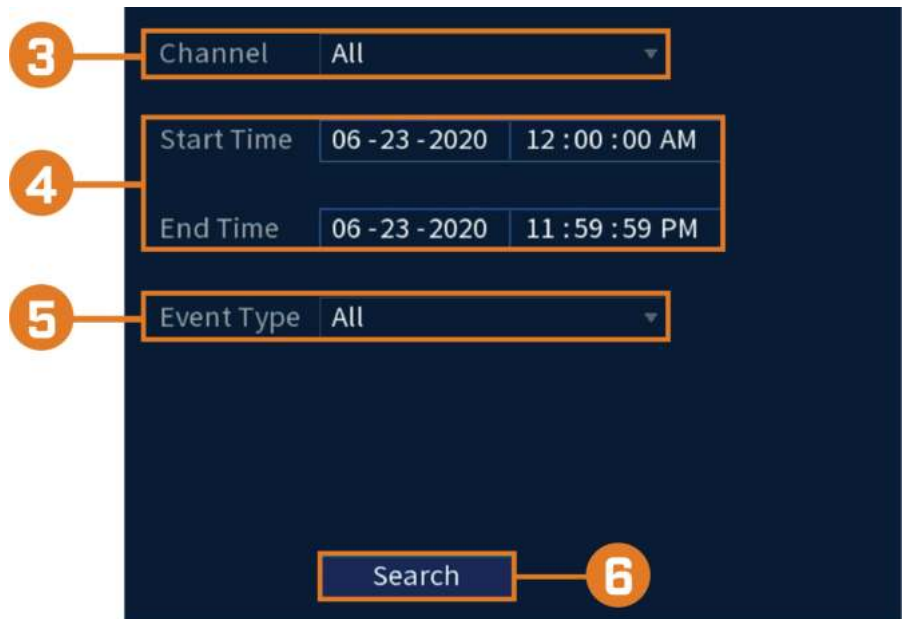 3 Channel All
4
Start Time 06 -23 -2020 12 :00 :00 AM
End Time 06 -23 -2020 11 :59 :59 PM
5 Event Type All
Search 6